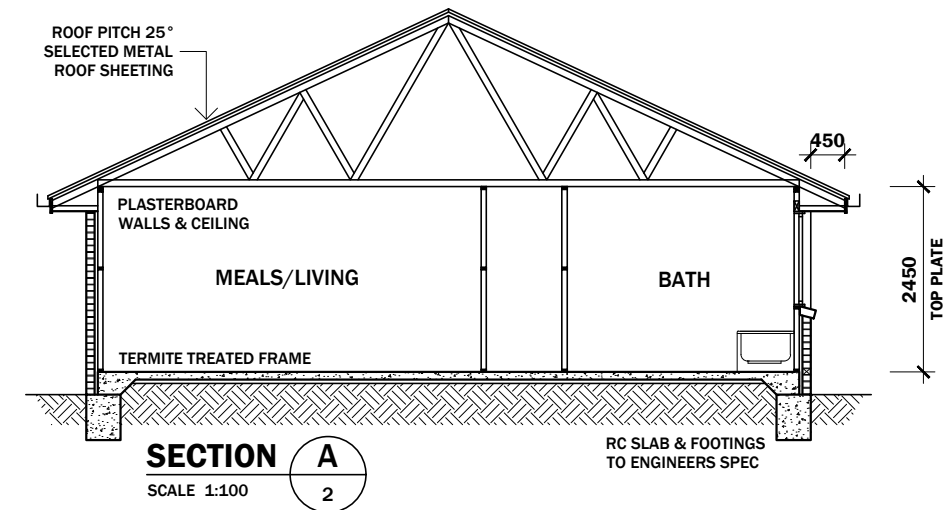 ROOF PITCH 25°
SELECTED METAL
ROOF SHEETING
450
PLASTERBOARD
WALLS & CEILING
MEALS/LIVING
BATH
2450
TOP PLATE
TERMITE TREATED FRAME
RC SLAB & FOOTINGS
TO ENGINEERS SPEC
SECTION
A
SCALE 1:100
2